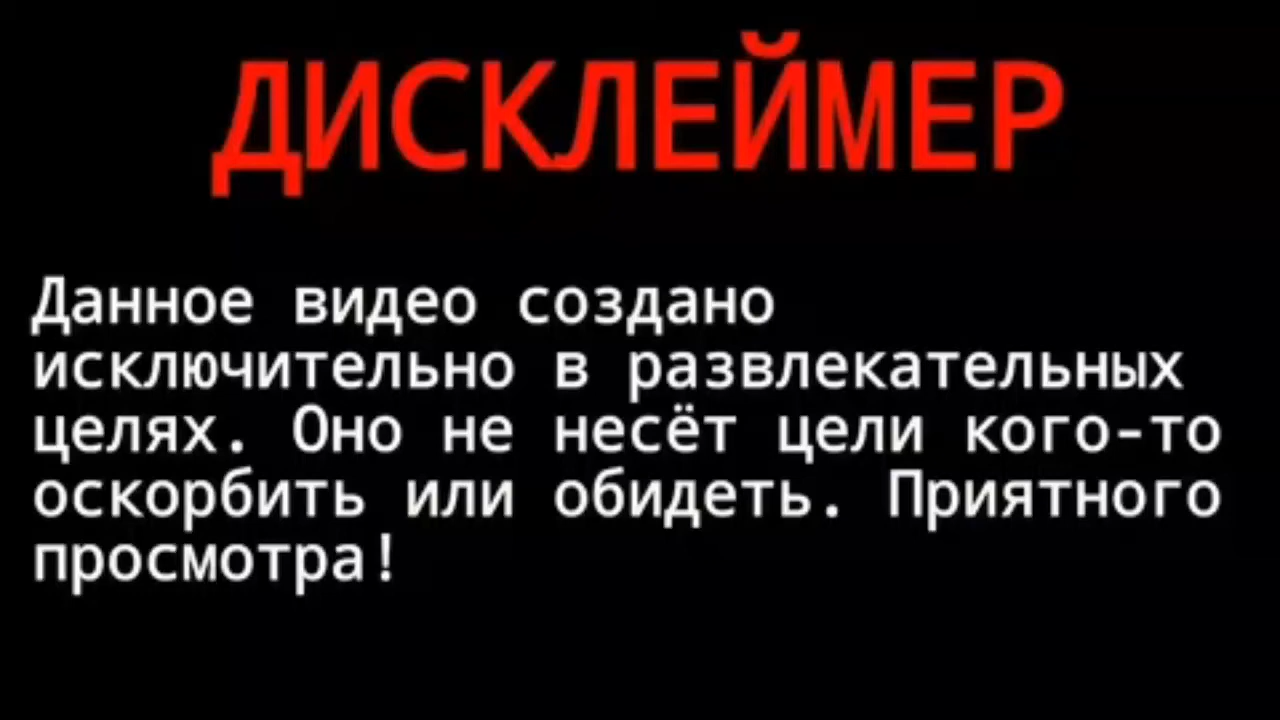 ДИСКЛЕЙМЕР
Данное видео создано
исключительно в развлекательных
целях. Оно не несёт цели кого-то
оскорбить или обидеть. Приятного
просмотра!